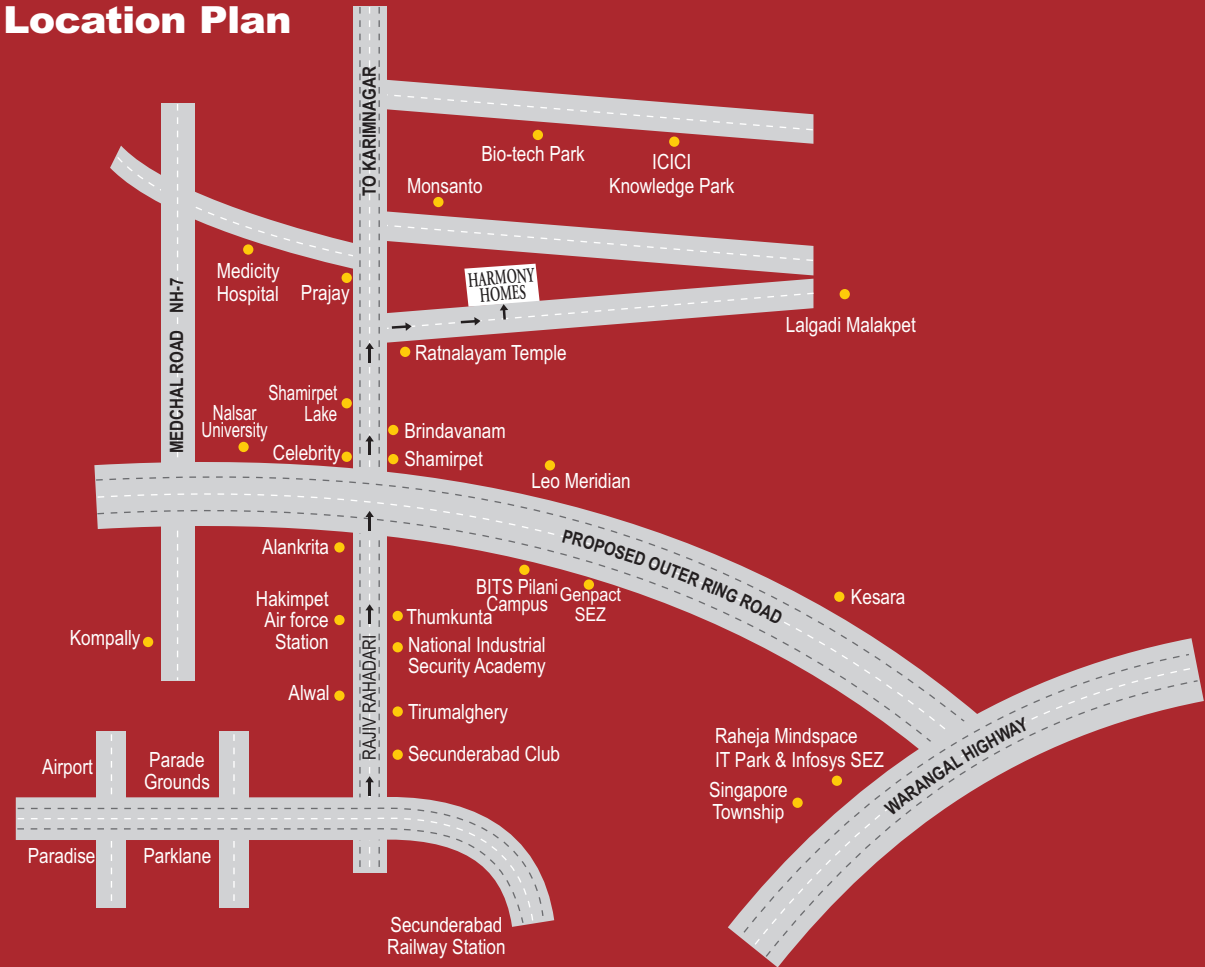 Location Plan
TO KARIMNAGAR
Bio-tech Park
ICICI
Knowledge Park
Monsanto
Medicity
Hospital
Prajay
HARMONY
HOMES
Lalgadi Malakpet
MEDCHAL ROAD NH-7
Ratnalayam Temple
Shamirpet
Lake
Nalsar
University
Celebrity
Brindavanam
Shamirpet
Leo Meridian
PROPOSED OUTER RING ROAD
Alankrita
BITS Pilani
Campus
Genpact
SEZ
Kesara
Hakimpet
Air force
Station
Thumkunta
Kompally
National Industrial
Security Academy
RAJIV RAHADARI
Alwal
Tirumalghery
Secunderabad Club
Raheja Mindspace
IT Park & Infosys SEZ
Singapore
Township
WARANGAL HIGHWAY
Airport
Parade
Grounds
Paradise
Parklane
Secunderabad
Railway Station